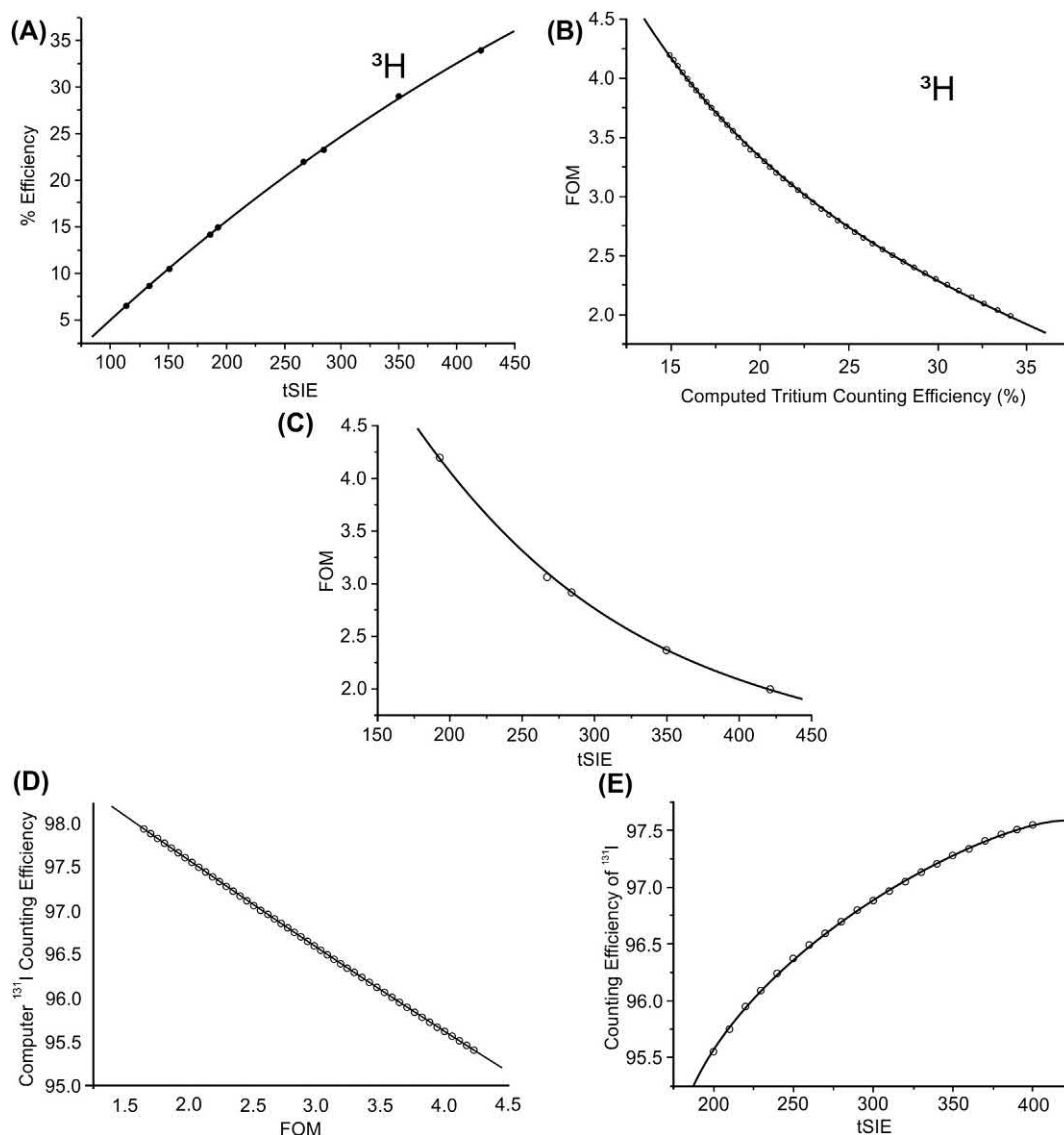 (A)
³H
% Efficiency
35
30
25
20
15
10
5
100 150 200 250 300 350 400 450
tSIE
(B)
³H
FOM
4.5
4.0
3.5
3.0
2.5
2.0
15 20 25 30 35
Computed Tritium Counting Efficiency (%)
(C)
FOM
4.5
4.0
3.5
3.0
2.5
2.0
150 200 250 300 350 400 450
tSIE
(D)
Computer ¹³¹I Counting Efficiency
98.0
97.5
97.0
96.5
96.0
95.5
95.0
1.5 2.0 2.5 3.0 3.5 4.0 4.5
FOM
(E)
Counting Efficiency of ¹³¹I
97.5
97.0
96.5
96.0
95.5
200 250 300 350 400
tSIE